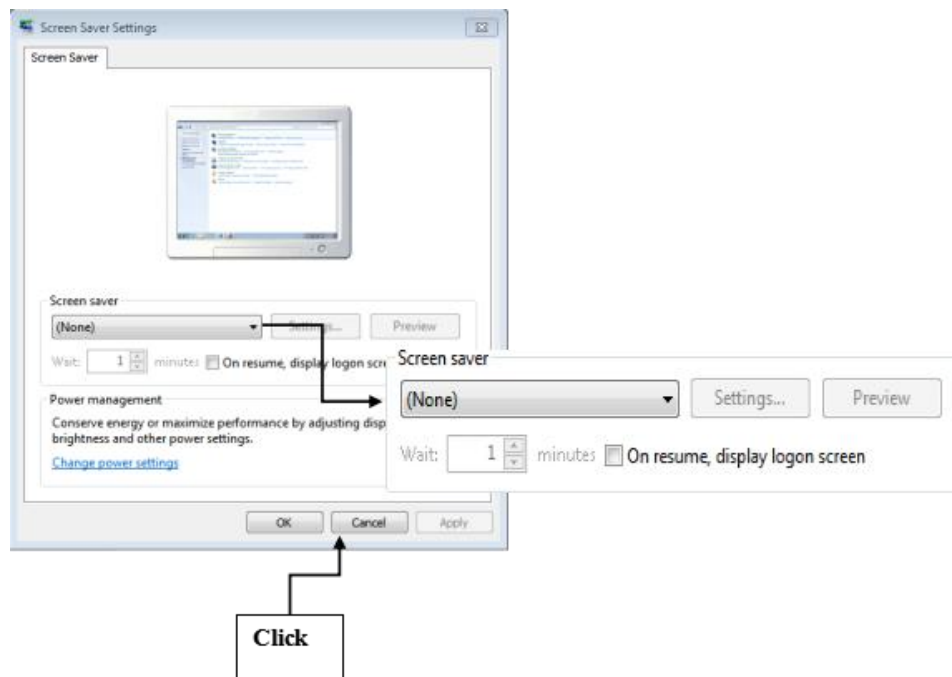 Screen Saver Settings
Screen Saver
Screen saver
(None)
Settings...
Preview
Wait: 1 minutes On resume, display logon scre
Power management
Conserve energy or maximize performance by adjusting disp
brightness and other power settings.
Change power settings
OK Cancel Apply
Screen saver
(None) Settings... Preview
Wait: 1 minutes On resume, display logon screen
Click